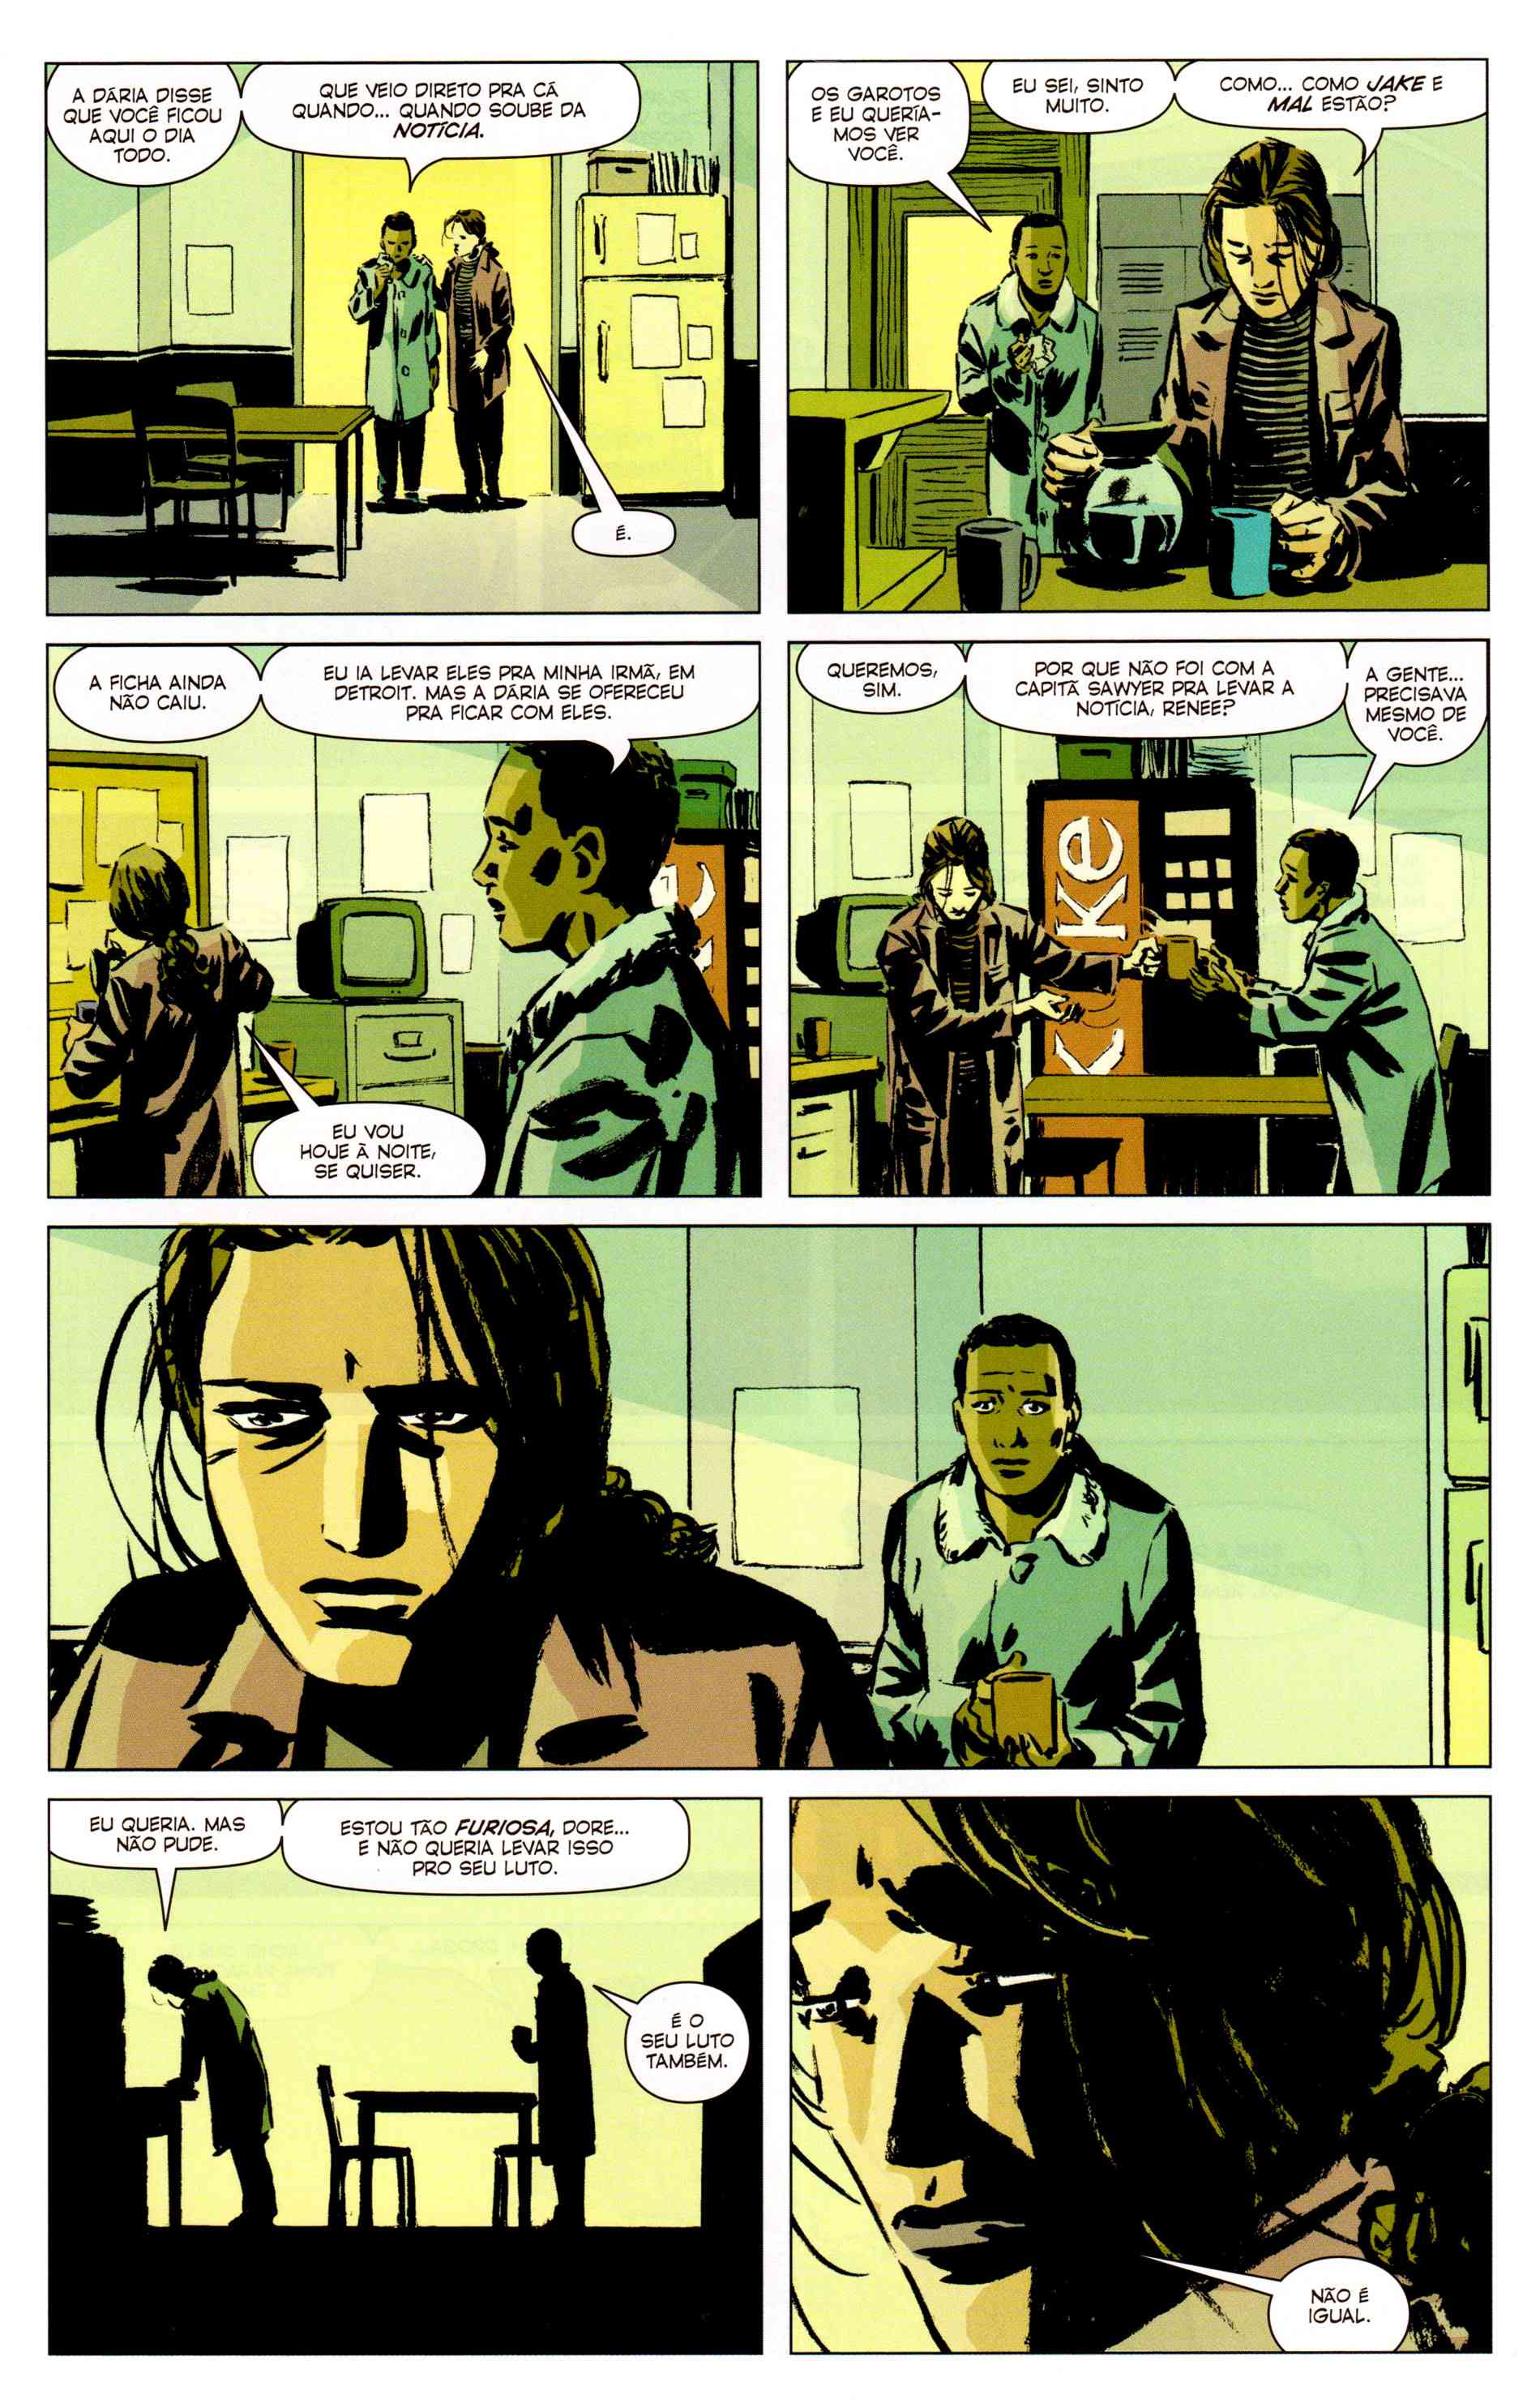 A DÁRIA DISSE
QUE VOCÊ FICOU
AQUI O DIA
TODO.
QUE VEIO DIRETO PRA CÁ
QUANDO... QUANDO SOUBE DA
NOTÍCIA.
É.
OS GAROTOS
E EU QUERÍA-
MOS VER
VOCÊ.
EU SEI, SINTO
MUITO.
COMO... COMO JAKE E
MAL ESTÃO?
A FICHA AINDA
NÃO CAIU.
EU IA LEVAR ELES PRA MINHA IRMÃ, EM
DETROIT. MAS A DÁRIA SE OFERECEU
PRA FICAR COM ELES.
EU VOU
HOJE À NOITE,
SE QUISER.
QUEREMOS,
SIM.
POR QUE NÃO FOI COM A
CAPITÃ SAWYER PRA LEVAR A
NOTÍCIA, RENEE?
A GENTE...
PRECISAVA
MESMO DE
VOCÊ.
EU QUERIA. MAS
NÃO PUDE.
ESTOU TÃO FURIOSA, DORE...
E NÃO QUERIA LEVAR ISSO
PRO SEU LUTO.
É O
SEU LUTO
TAMBÉM.
NÃO É
IGUAL.